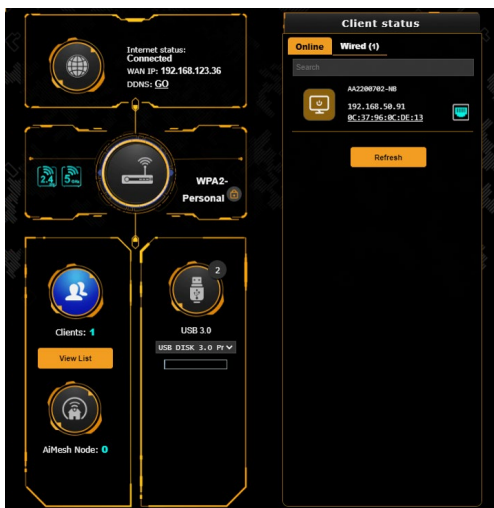 Internet status:
Connected
WAN IP: 192.168.123.36
DDNS: GO
2.4
5
WPA2-
Personal
Clients: 1
View List
AiMesh Node: 0
2
USB 3.0
USB DISK 3.0 Pr
Client status
Online Wired (1)
Search
AA2200702-NB
192.168.50.91
0C:37:96:0C:DE:13
Refresh